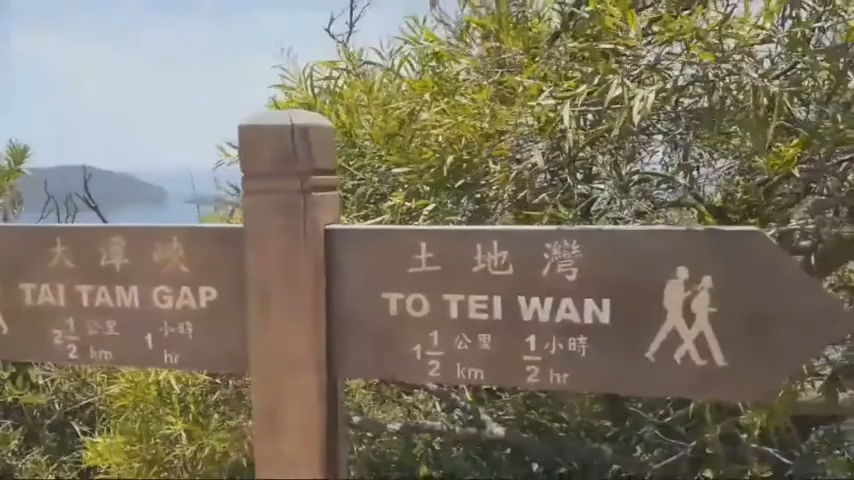 大潭峽
TAI TAM GAP
2 1/2 公里 km 1 小時 hr
土地灣
TO TEI WAN
1 1/2 公里 km 1/2 小時 hr